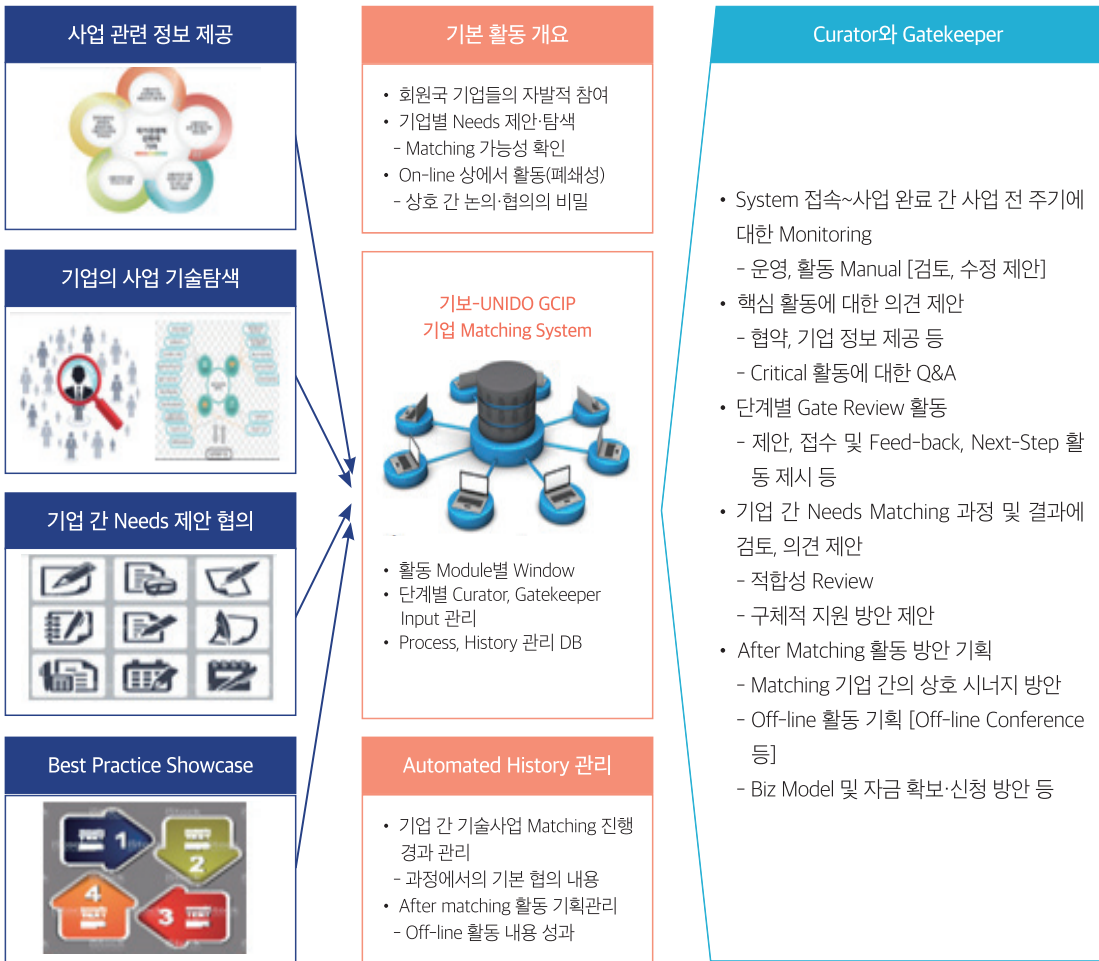 사업 관련 정보 제공
기업의 사업 기술탐색
기업 간 Needs 제안 협의
Best Practice Showcase
1
2
4
3
기본 활동 개요
• 회원국 기업들의 자발적 참여
• 기업별 Needs 제안·탐색
- Matching 가능성 확인
• On-line 상에서 활동(폐쇄성)
- 상호 간 논의·협의의 비밀
기보-UNIDO GCIP
기업 Matching System
• 활동 Module별 Window
• 단계별 Curator, Gatekeeper
Input 관리
• Process, History 관리 DB
Automated History 관리
• 기업 간 기술사업 Matching 진행
경과 관리
- 과정에서의 기본 협의 내용
• After matching 활동 기획관리
- Off-line 활동 내용 성과
Curator와 Gatekeeper
• System 접속~사업 완료 간 사업 전 주기에
대한 Monitoring
- 운영, 활동 Manual [검토, 수정 제안]
• 핵심 활동에 대한 의견 제안
- 협약, 기업 정보 제공 등
- Critical 활동에 대한 Q&A
• 단계별 Gate Review 활동
- 제안, 접수 및 Feed-back, Next-Step 활
동 제시 등
• 기업 간 Needs Matching 과정 및 결과에
검토, 의견 제안
- 적합성 Review
- 구체적 지원 방안 제안
• After Matching 활동 방안 기획
- Matching 기업 간의 상호 시너지 방안
- Off-line 활동 기획 [Off-line Conference
등]
- Biz Model 및 자금 확보·신청 방안 등